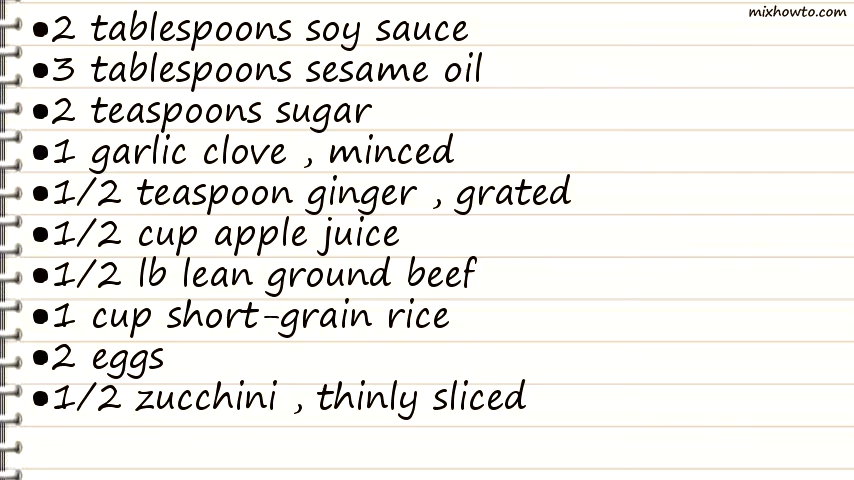 mixhowto.com
•2 tablespoons soy sauce
•3 tablespoons sesame oil
•2 teaspoons sugar
•1 garlic clove , minced
•1/2 teaspoon ginger , grated
•1/2 cup apple juice
•1/2 lb lean ground beef
•1 cup short-grain rice
•2 eggs
•1/2 zucchini , thinly sliced